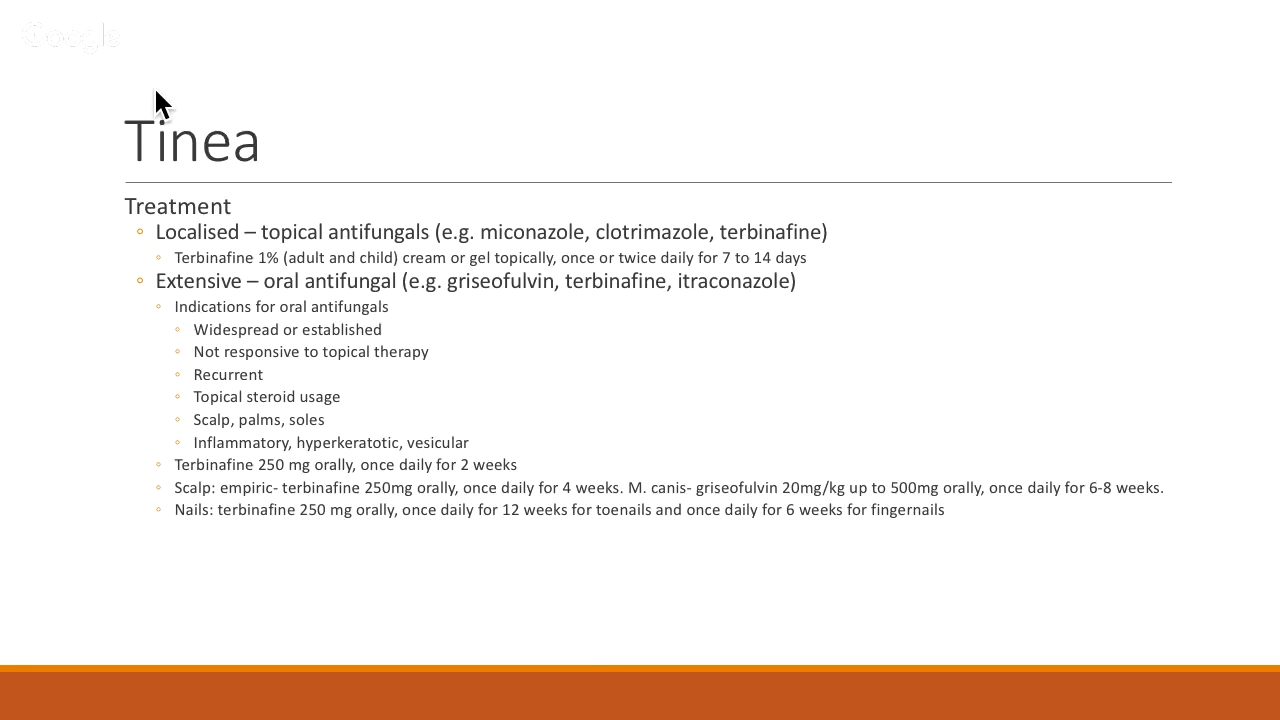 Google
Tinea
Treatment
Localised – topical antifungals (e.g. miconazole, clotrimazole, terbinafine)
Terbinafine 1% (adult and child) cream or gel topically, once or twice daily for 7 to 14 days
Extensive – oral antifungal (e.g. griseofulvin, terbinafine, itraconazole)
Indications for oral antifungals
Widespread or established
Not responsive to topical therapy
Recurrent
Topical steroid usage
Scalp, palms, soles
Inflammatory, hyperkeratotic, vesicular
Terbinafine 250 mg orally, once daily for 2 weeks
Scalp: empiric- terbinafine 250mg orally, once daily for 4 weeks. M. canis- griseofulvin 20mg/kg up to 500mg orally, once daily for 6-8 weeks.
Nails: terbinafine 250 mg orally, once daily for 12 weeks for toenails and once daily for 6 weeks for fingernails